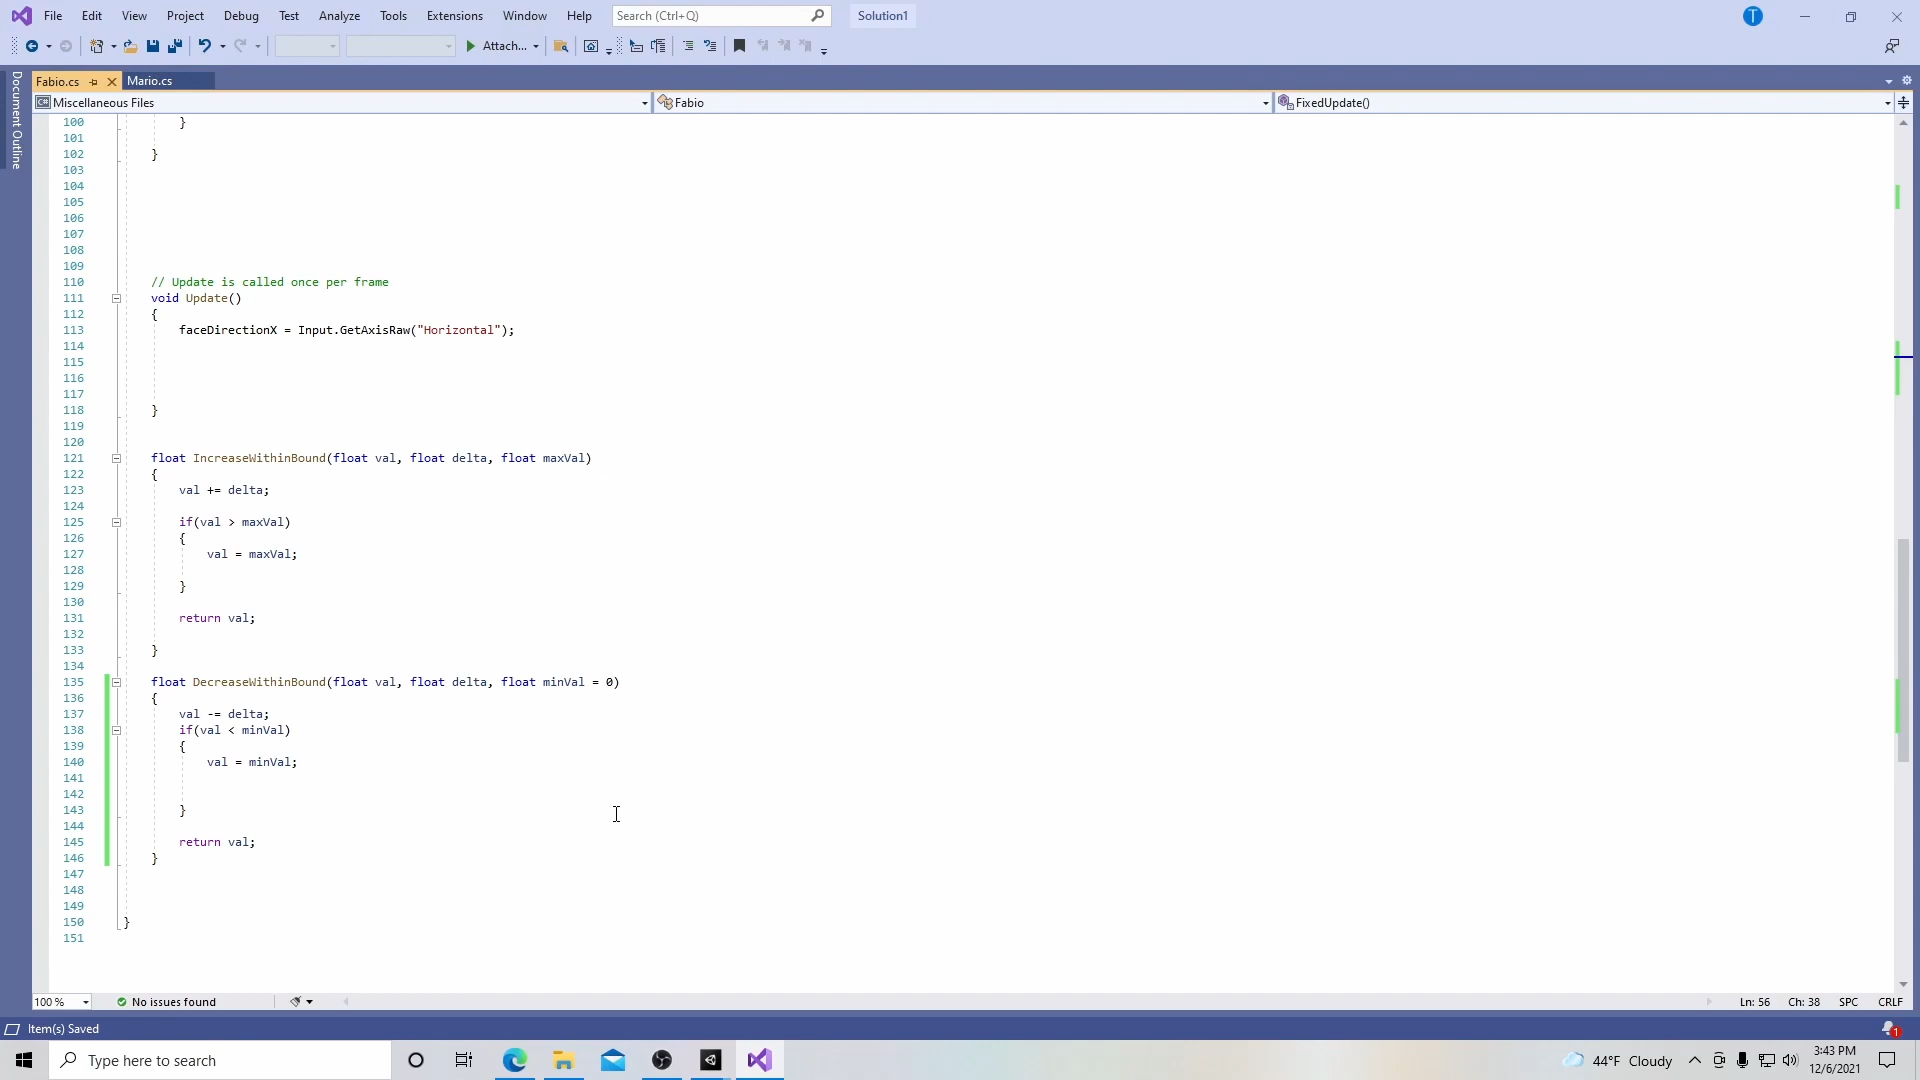 File Edit View Project Debug Test Analyze Tools Extensions Window Help Search (Ctrl+Q) Solution1 T
Attach...
Document Outline
Fabio.cs Mario.cs
C# Miscellaneous Files Fabio FixedUpdate()
100 }
101
102 }
103
104
105
106
107
108
109
110 // Update is called once per frame
111 void Update()
112 {
113 faceDirectionX = Input.GetAxisRaw("Horizontal");
114
115
116
117
118 }
119
120
121 float IncreaseWithinBound(float val, float delta, float maxVal)
122 {
123 val += delta;
124
125 if(val > maxVal)
126 {
127 val = maxVal;
128
129 }
130
131 return val;
132
133 }
134
135 float DecreaseWithinBound(float val, float delta, float minVal = 0)
136 {
137 val -= delta;
138 if(val < minVal)
139 {
140 val = minVal;
141
142
143 }
144
145 return val;
146 }
147
148
149
150 }
151
100 % No issues found Ln: 56 Ch: 38 SPC CRLF
Item(s) Saved 1
Type here to search 44°F Cloudy 3:43 PM
12/6/2021